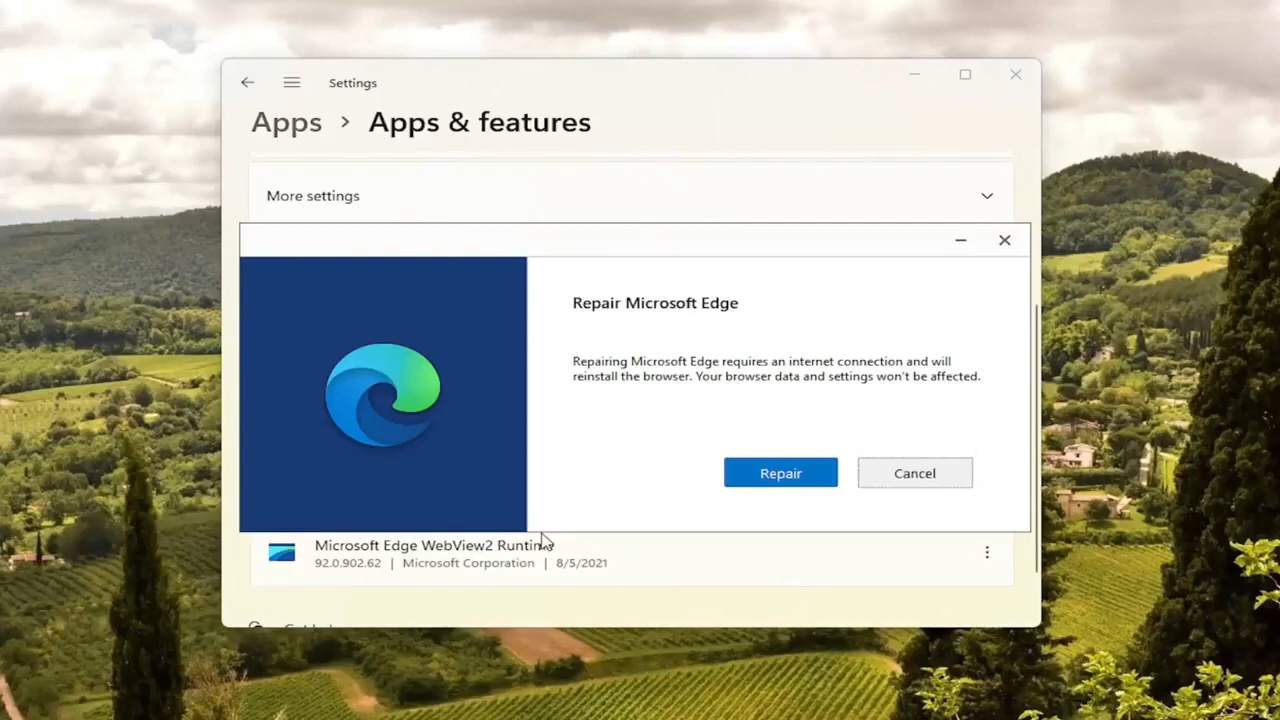 Settings
Apps > Apps & features
More settings
Repair Microsoft Edge
Repairing Microsoft Edge requires an internet connection and will
reinstall the browser. Your browser data and settings won't be affected.
Repair
Cancel
Microsoft Edge WebView2 Runtime
92.0.902.62 | Microsoft Corporation | 8/5/2021